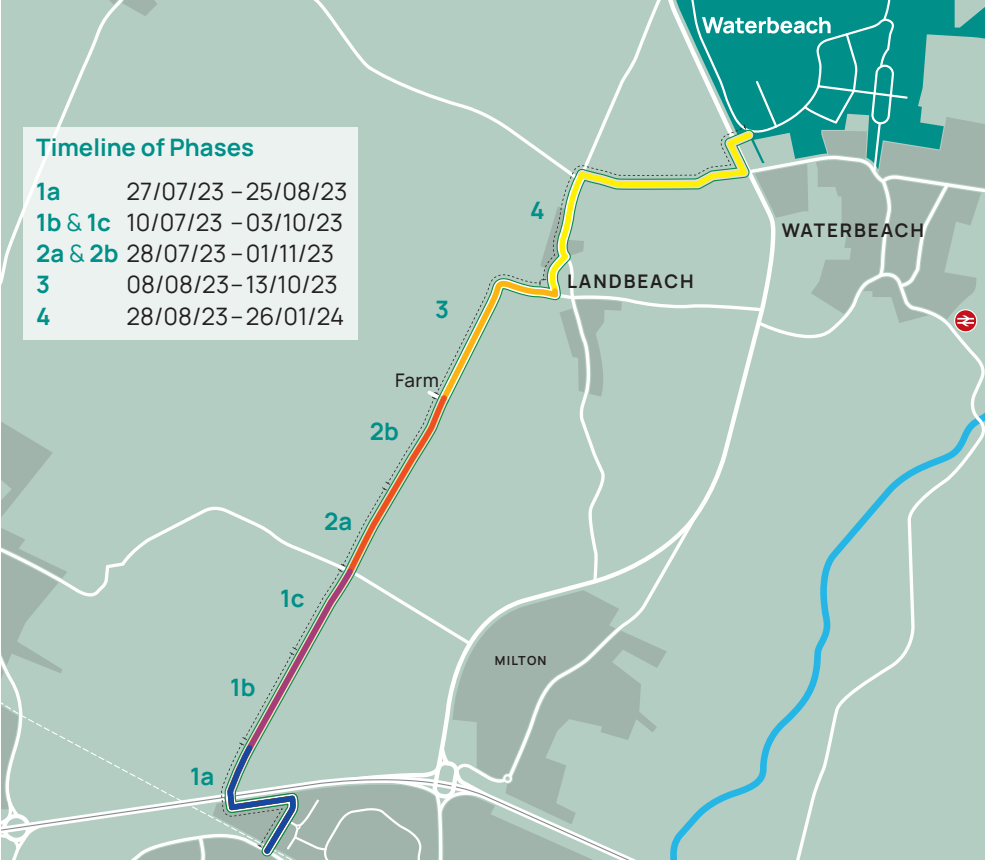 Waterbeach
Timeline of Phases
1a 27/07/23 – 25/08/23
1b & 1c 10/07/23 – 03/10/23
2a & 2b 28/07/23 – 01/11/23
3 08/08/23 – 13/10/23
4 28/08/23 – 26/01/24
4
WATERBEACH
LANDBEACH
3
Farm
2b
2a
1c
MILTON
1b
1a